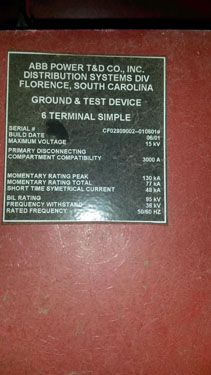 ABB POWER T&D CO., INC.
DISTRIBUTION SYSTEMS DIV
FLORENCE, SOUTH CAROLINA
GROUND & TEST DEVICE
6 TERMINAL SIMPLE
SERIAL # CF02809002-010601#
BUILD DATE 06/01
MAXIMUM VOLTAGE 15 kV
PRIMARY DISCONNECTING
COMPARTMENT COMPATIBILITY 3000 A
MOMENTARY RATING PEAK 130 kA
MOMENTARY RATING TOTAL 77 kA
SHORT TIME SYMETRICAL CURRENT 48 kA
BIL RATING 95 kV
FREQUENCY WITHSTAND 36 kV
RATED FREQUENCY 50/60 HZ